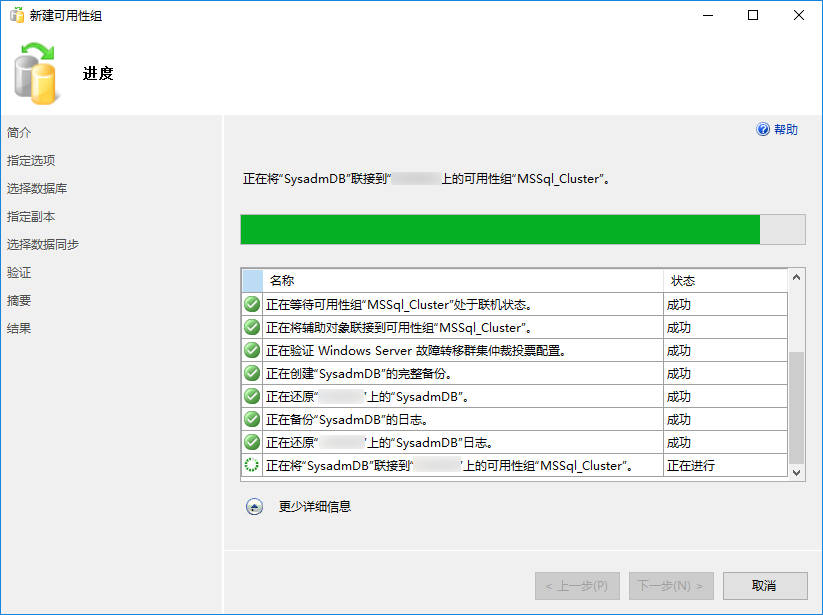 新建可用性组
进度
简介
指定选项
选择数据库
指定副本
选择数据同步
验证
摘要
结果
帮助
正在将“SysadmDB”联接到“ 上的可用性组“MSSql_Cluster”。
名称 状态
正在等待可用性组“MSSql_Cluster”处于联机状态。 成功
正在将辅助对象联接到可用性组“MSSql_Cluster”。 成功
正在验证 Windows Server 故障转移群集仲裁投票配置。 成功
正在创建“SysadmDB”的完整备份。 成功
正在还原“ ”上的“SysadmDB”。 成功
正在备份“SysadmDB”的日志。 成功
正在还原“ ”上的“SysadmDB”日志。 成功
正在将“SysadmDB”联接到“ ”上的可用性组“MSSql_Cluster”。 正在进行
更少详细信息
< 上一步(P) 下一步(N) > 取消